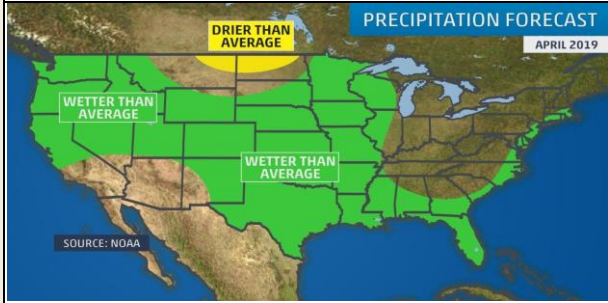 PRECIPITATION FORECAST
APRIL 2019
DRIER THAN
AVERAGE
WETTER THAN
AVERAGE
WETTER THAN
AVERAGE
SOURCE: NOAA